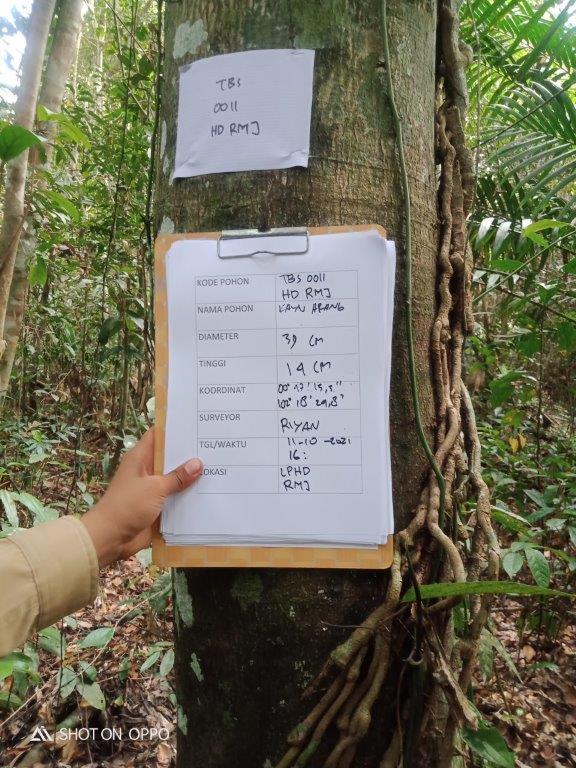 TBS
0011
HD RMJ
KODE POHON TBS 0011
HD RMJ
NAMA POHON KAYU ARANG
DIAMETER 39 CM
TINGGI 14 CM
KOORDINAT 00° 17' 15,3"
102° 18' 29,8"
SURVEYOR RIYAN
TGL/WAKTU 11-10-2021
16:
LOKASI LPHD
RMJ
SHOT ON OPPO